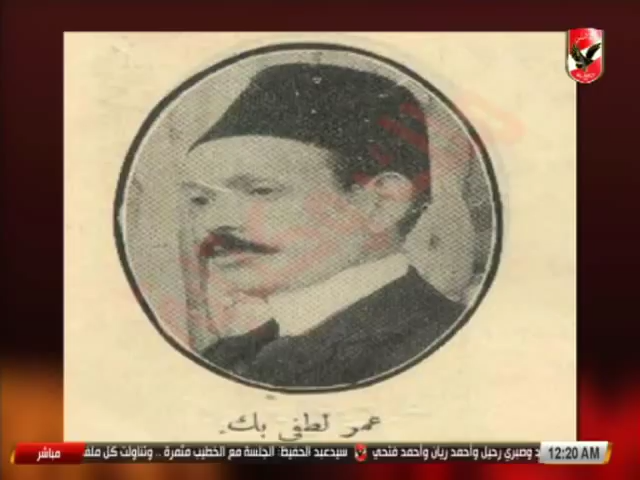 عمر لطفي بك.
12:20 AM
د وصبري رحيل وأحمد ريان وأحمد فتحي سيدعبد الحفيظ: الجلسة مع الخطيب مثمرة .. وتناولت كل ملف
مباشر